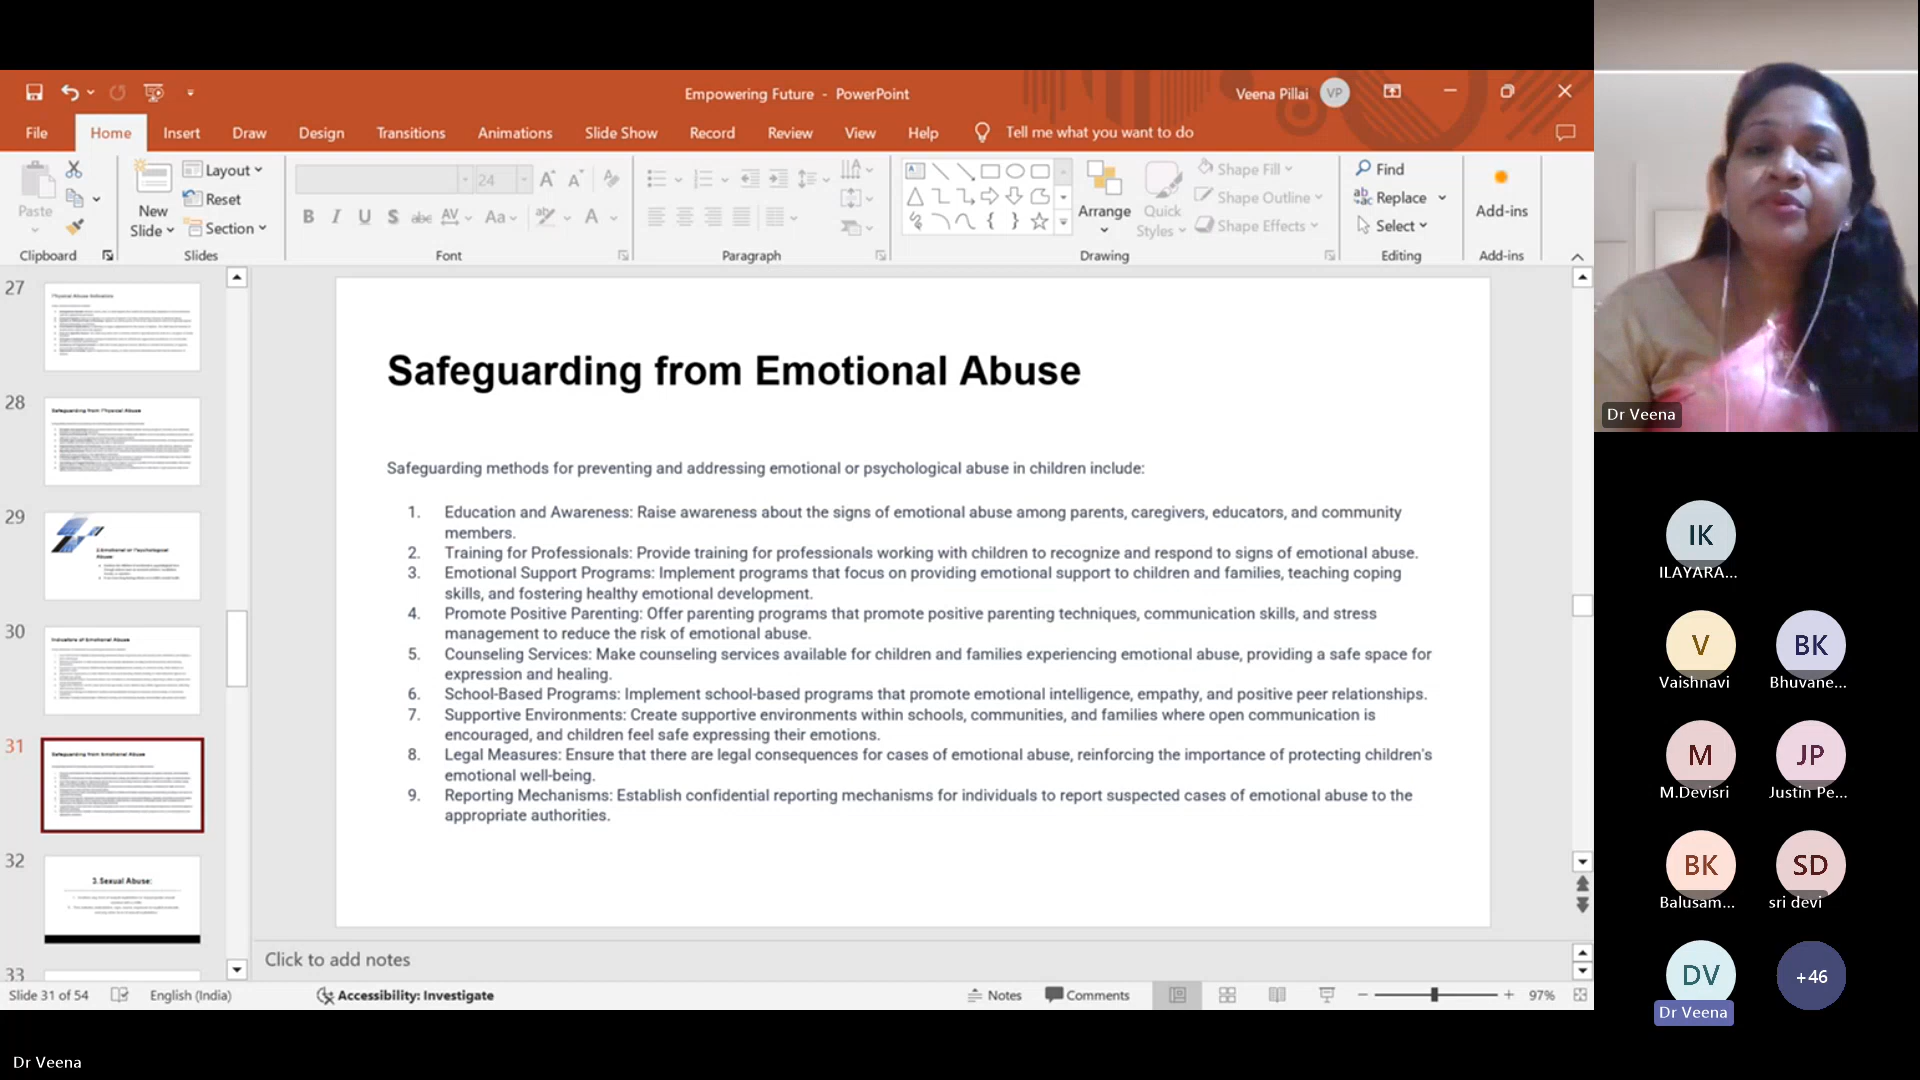 Empowering Future - PowerPoint
Veena Pillai VP
File Home Insert Draw Design Transitions Animations Slide Show Record Review View Help Tell me what you want to do
Paste
Clipboard
New
Slide
Layout
Reset
Section
Slides
24
B I U S abc AV Aa A
Font
Paragraph
Arrange
Quick
Styles
Shape Fill
Shape Outline
Shape Effects
Drawing
Find
Replace
Select
Editing
Add-ins
Add-ins
27
28
Safeguarding from Physical Abuse
29
30
Indicators of Emotional Abuse
31
Safeguarding from Emotional Abuse
32
3.Sexual Abuse:
33
Safeguarding from Emotional Abuse
Safeguarding methods for preventing and addressing emotional or psychological abuse in children include:
1. Education and Awareness: Raise awareness about the signs of emotional abuse among parents, caregivers, educators, and community
members.
2. Training for Professionals: Provide training for professionals working with children to recognize and respond to signs of emotional abuse.
3. Emotional Support Programs: Implement programs that focus on providing emotional support to children and families, teaching coping
skills, and fostering healthy emotional development.
4. Promote Positive Parenting: Offer parenting programs that promote positive parenting techniques, communication skills, and stress
management to reduce the risk of emotional abuse.
5. Counseling Services: Make counseling services available for children and families experiencing emotional abuse, providing a safe space for
expression and healing.
6. School-Based Programs: Implement school-based programs that promote emotional intelligence, empathy, and positive peer relationships.
7. Supportive Environments: Create supportive environments within schools, communities, and families where open communication is
encouraged, and children feel safe expressing their emotions.
8. Legal Measures: Ensure that there are legal consequences for cases of emotional abuse, reinforcing the importance of protecting children's
emotional well-being.
9. Reporting Mechanisms: Establish confidential reporting mechanisms for individuals to report suspected cases of emotional abuse to the
appropriate authorities.
Click to add notes
Slide 31 of 54 English (India) Accessibility: Investigate Notes Comments 97%
Dr Veena
IK
ILAYARA...
V BK
Vaishnavi Bhuvane...
M JP
M.Devisri Justin Pe...
BK SD
Balusam... sri devi
DV +46
Dr Veena
Dr Veena